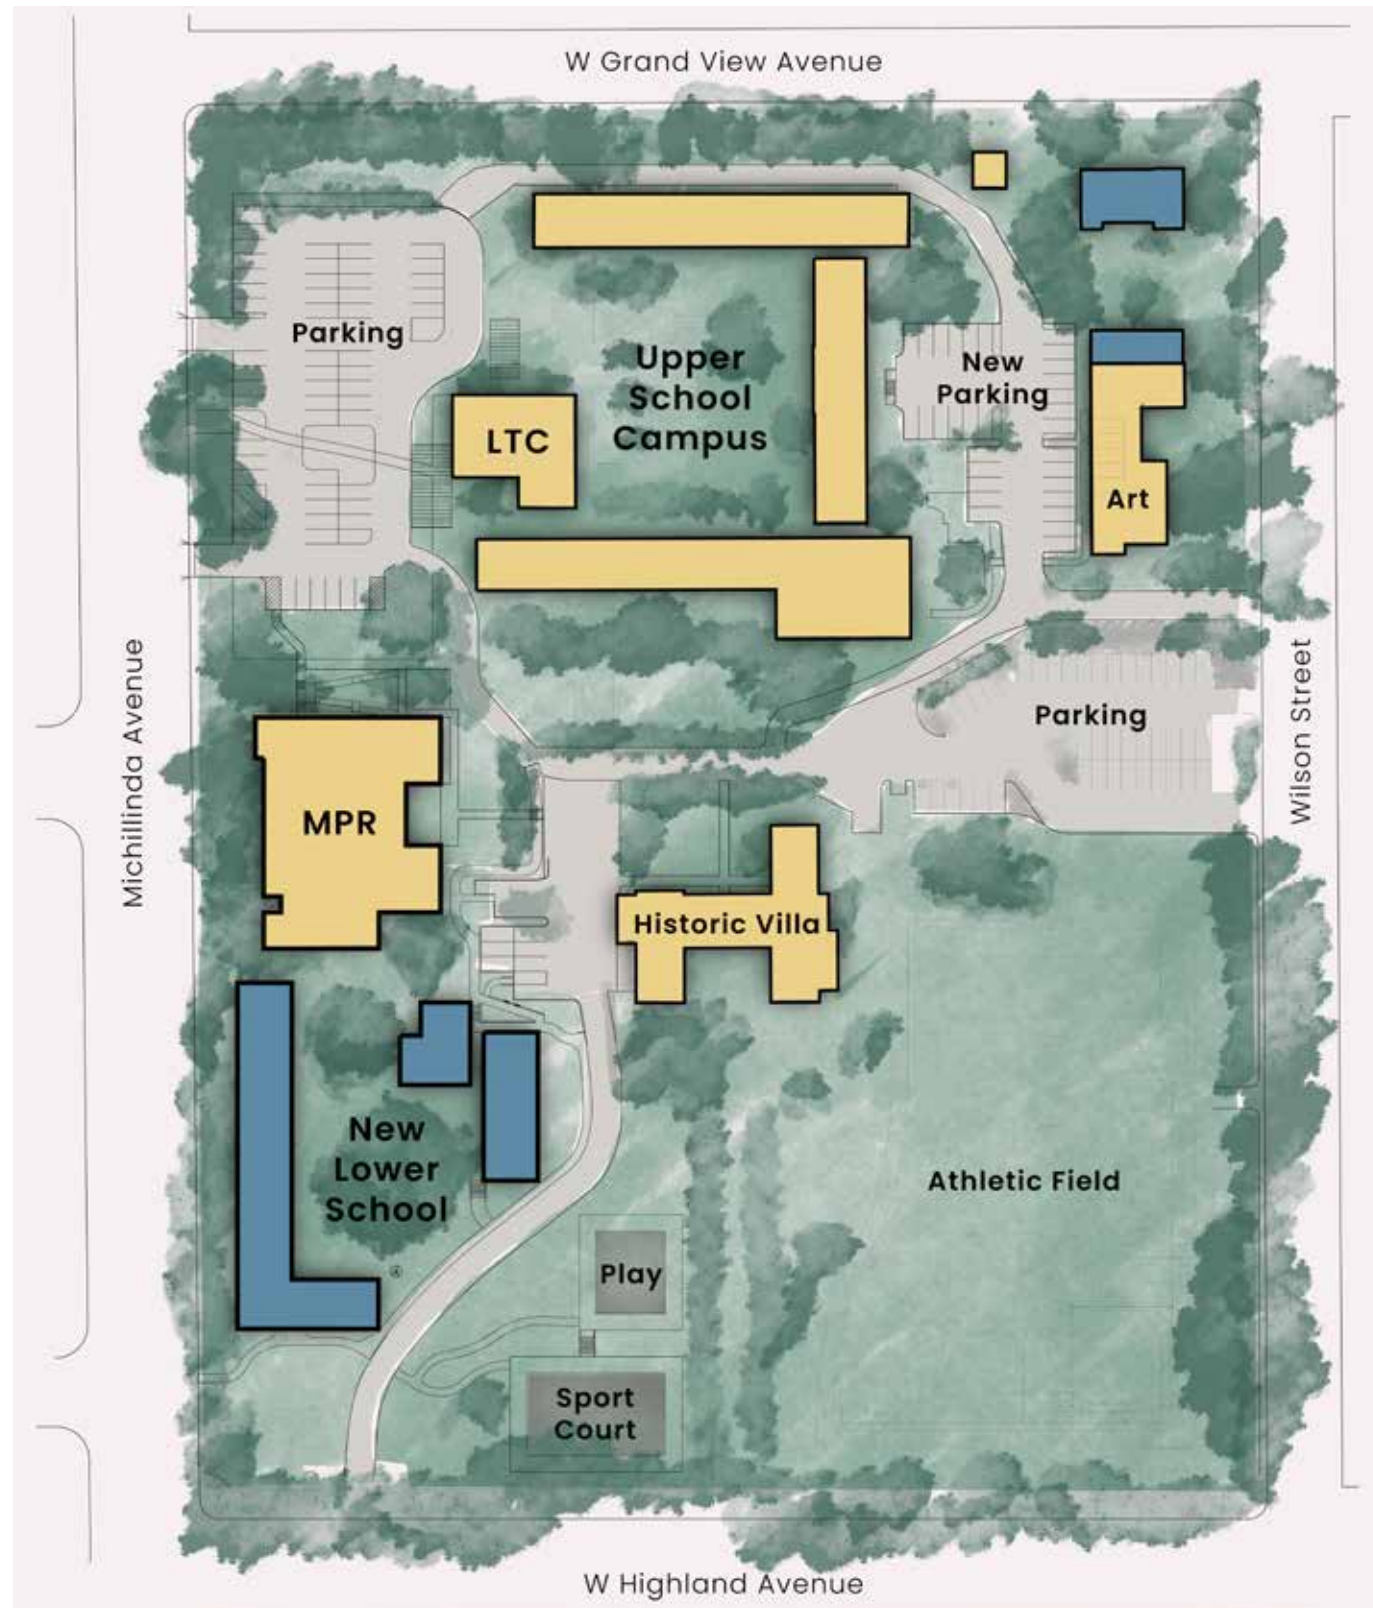 W Grand View Avenue
Parking
Upper
School
Campus
New
Parking
LTC
Art
Michillinda Avenue
Wilson Street
Parking
MPR
Historic Villa
New
Lower
School
Athletic Field
Play
Sport
Court
W Highland Avenue